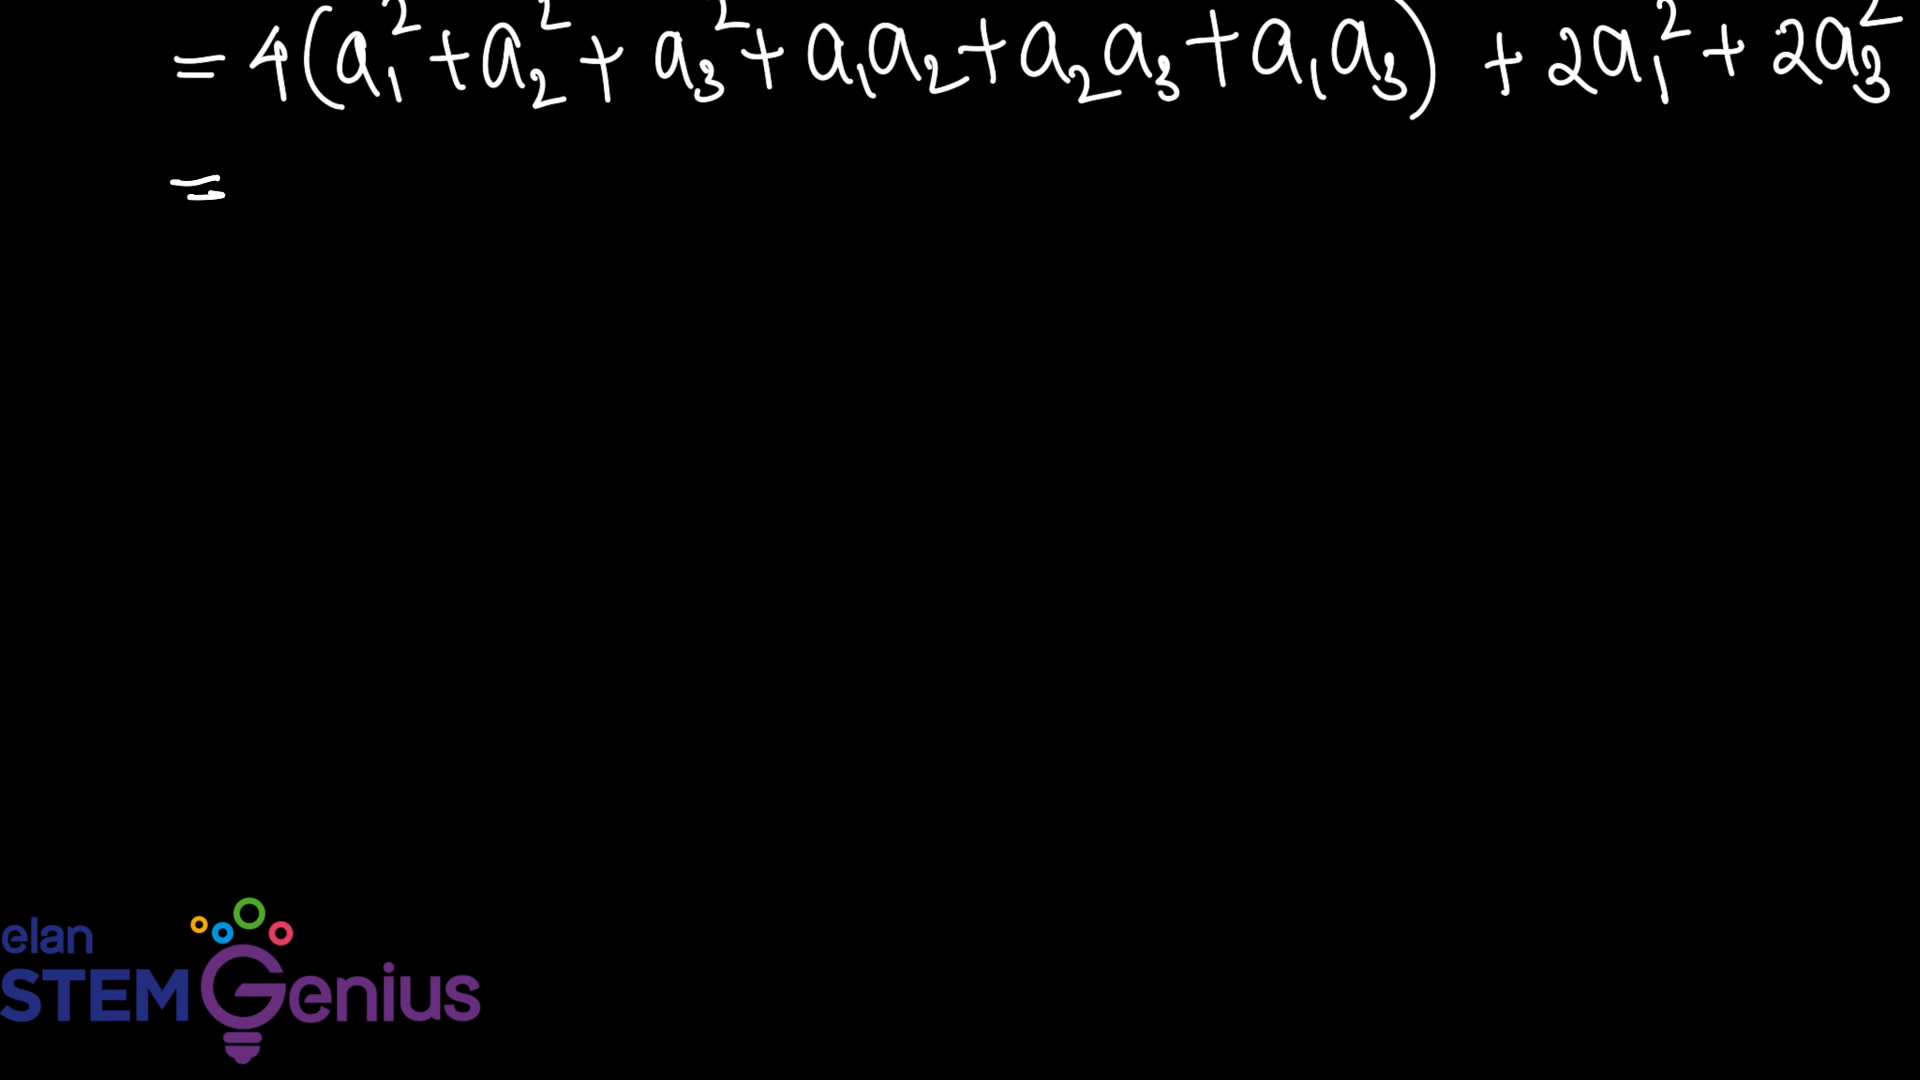 = 4(a₁² + a₂² + a₃² + a₁a₂ + a₂a₃ + a₁a₃) + 2a₁² + 2a₃²
=
elan
STEM Genius